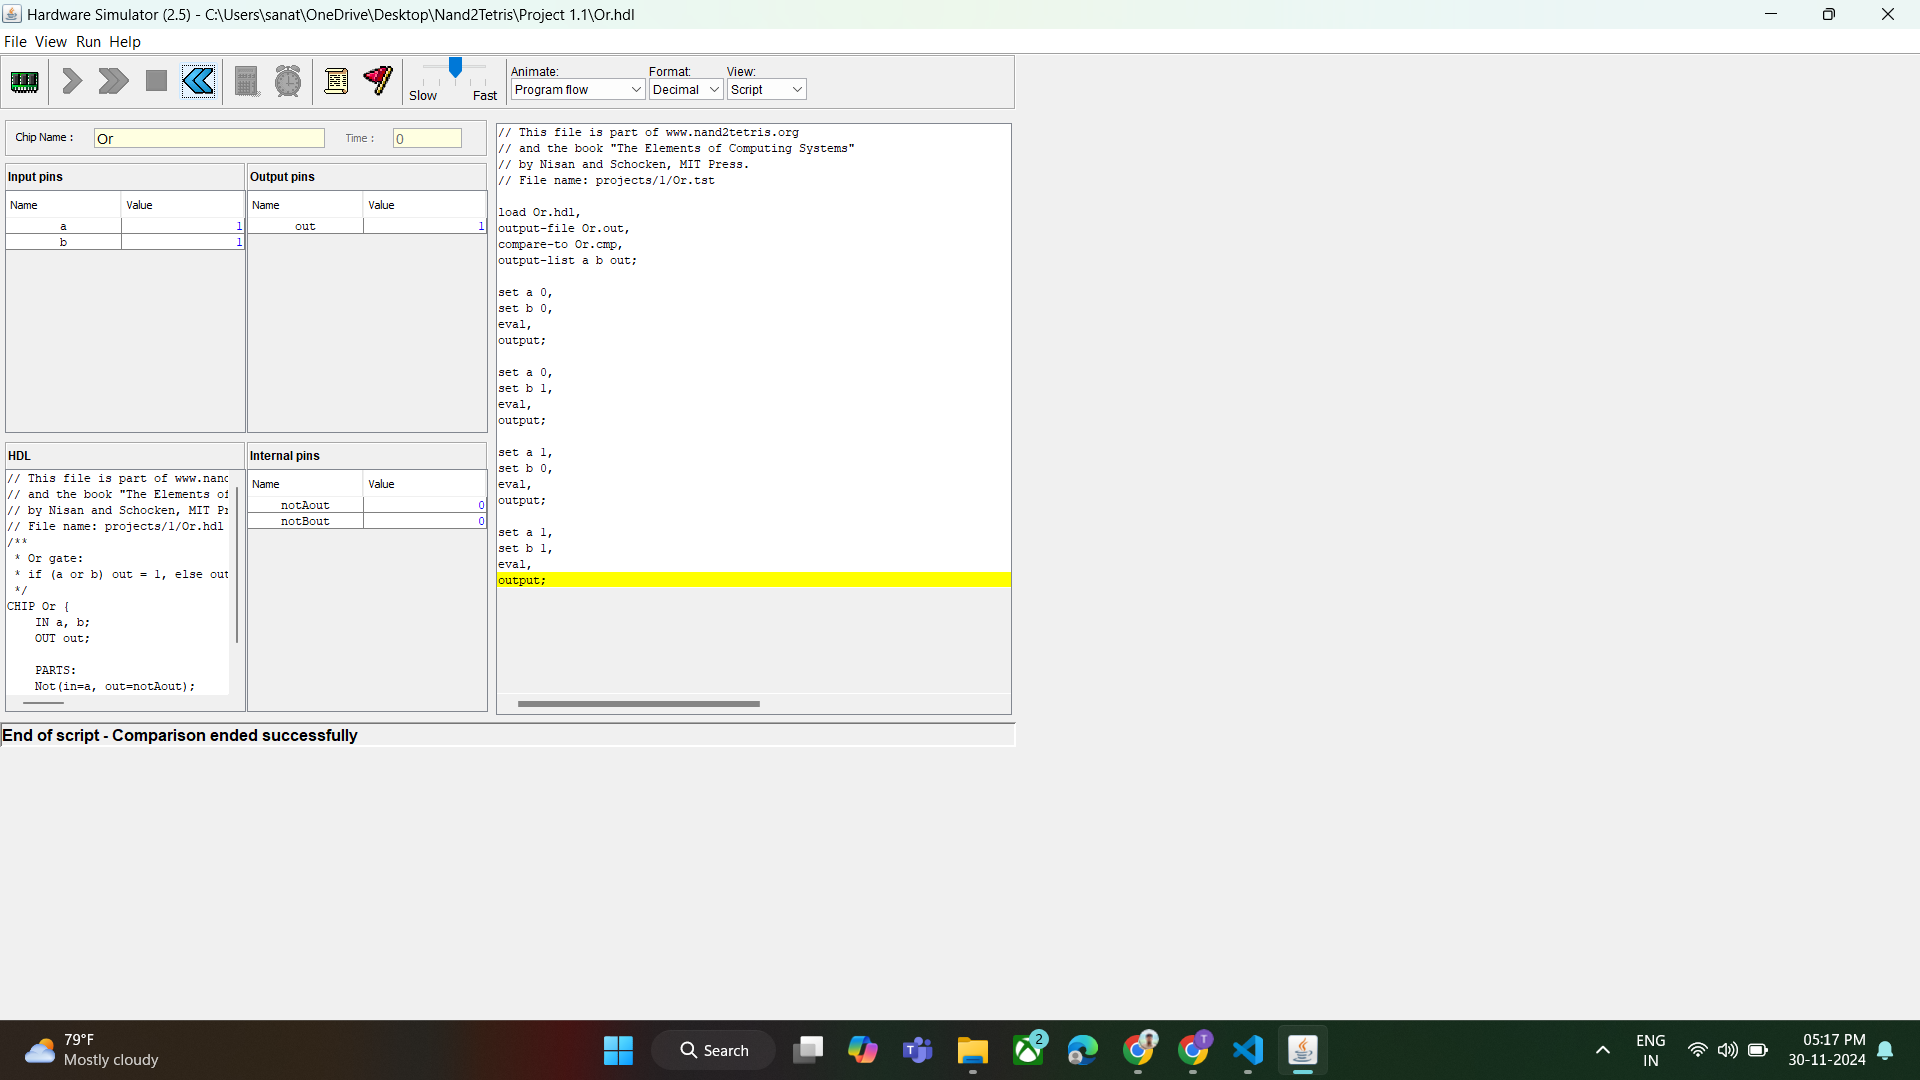 Hardware Simulator (2.5) - C:\Users\sanat\OneDrive\Desktop\Nand2Tetris\Project 1.1\Or.hdl
File View Run Help
Slow Fast
Animate: Format: View:
Program flow Decimal Script
Chip Name : Or Time : 0
Input pins
Name Value
a 1
b 1
Output pins
Name Value
out 1
HDL
// This file is part of www.nand
// and the book "The Elements of
// by Nisan and Schocken, MIT Pr
// File name: projects/1/Or.hdl
/**
* Or gate:
* if (a or b) out = 1, else out
*/
CHIP Or {
IN a, b;
OUT out;
PARTS:
Not(in=a, out=notAout);
Internal pins
Name Value
notAout 0
notBout 0
// This file is part of www.nand2tetris.org
// and the book "The Elements of Computing Systems"
// by Nisan and Schocken, MIT Press.
// File name: projects/1/Or.tst
load Or.hdl,
output-file Or.out,
compare-to Or.cmp,
output-list a b out;
set a 0,
set b 0,
eval,
output;
set a 0,
set b 1,
eval,
output;
set a 1,
set b 0,
eval,
output;
set a 1,
set b 1,
eval,
output;
End of script - Comparison ended successfully
79°F
Mostly cloudy
Search
2
T
ENG
IN
05:17 PM
30-11-2024